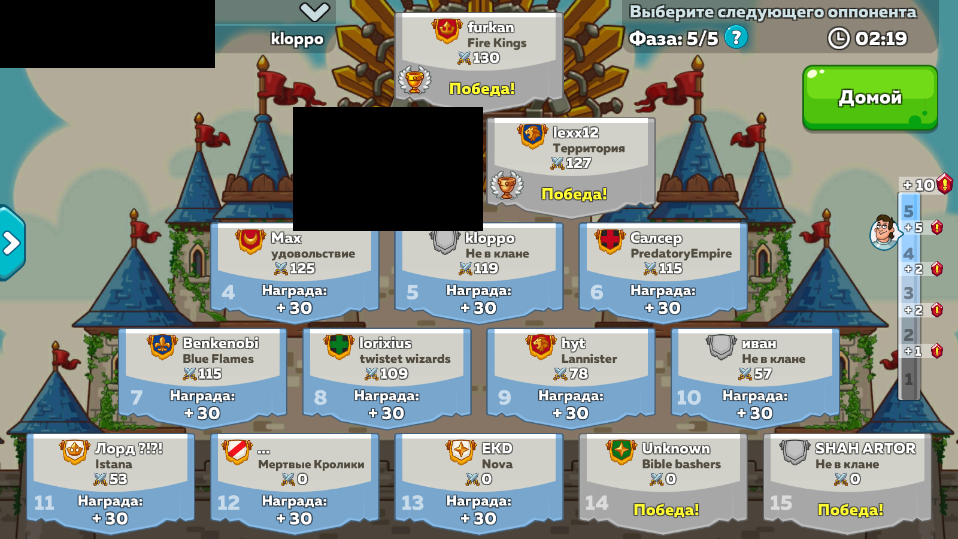 Выберите следующего оппонента
kloppo
Фаза: 5/5 ?
02:19
furkan
Fire Kings
130
Победа!
Домой
lexx12
Территория
127
Победа!
+10
5
+5
4
+2
3
+2
2
+1
1
Max
удовольствие
125
4
Награда:
+30
kloppo
Не в клане
119
5
Награда:
+30
Салсер
PredatoryEmpire
115
6
Награда:
+30
Benkenobi
Blue Flames
115
7
Награда:
+30
lorixius
twistet wizards
109
8
Награда:
+30
hyt
Lannister
78
9
Награда:
+30
иван
Не в клане
57
10
Награда:
+30
Лорд ?!?!
Istana
53
11
Награда:
+30
...
Мертвые Кролики
0
12
Награда:
+30
EKD
Nova
0
13
Награда:
+30
Unknown
Bible bashers
0
14
Победа!
SHAH ARTOR
Не в клане
0
15
Победа!